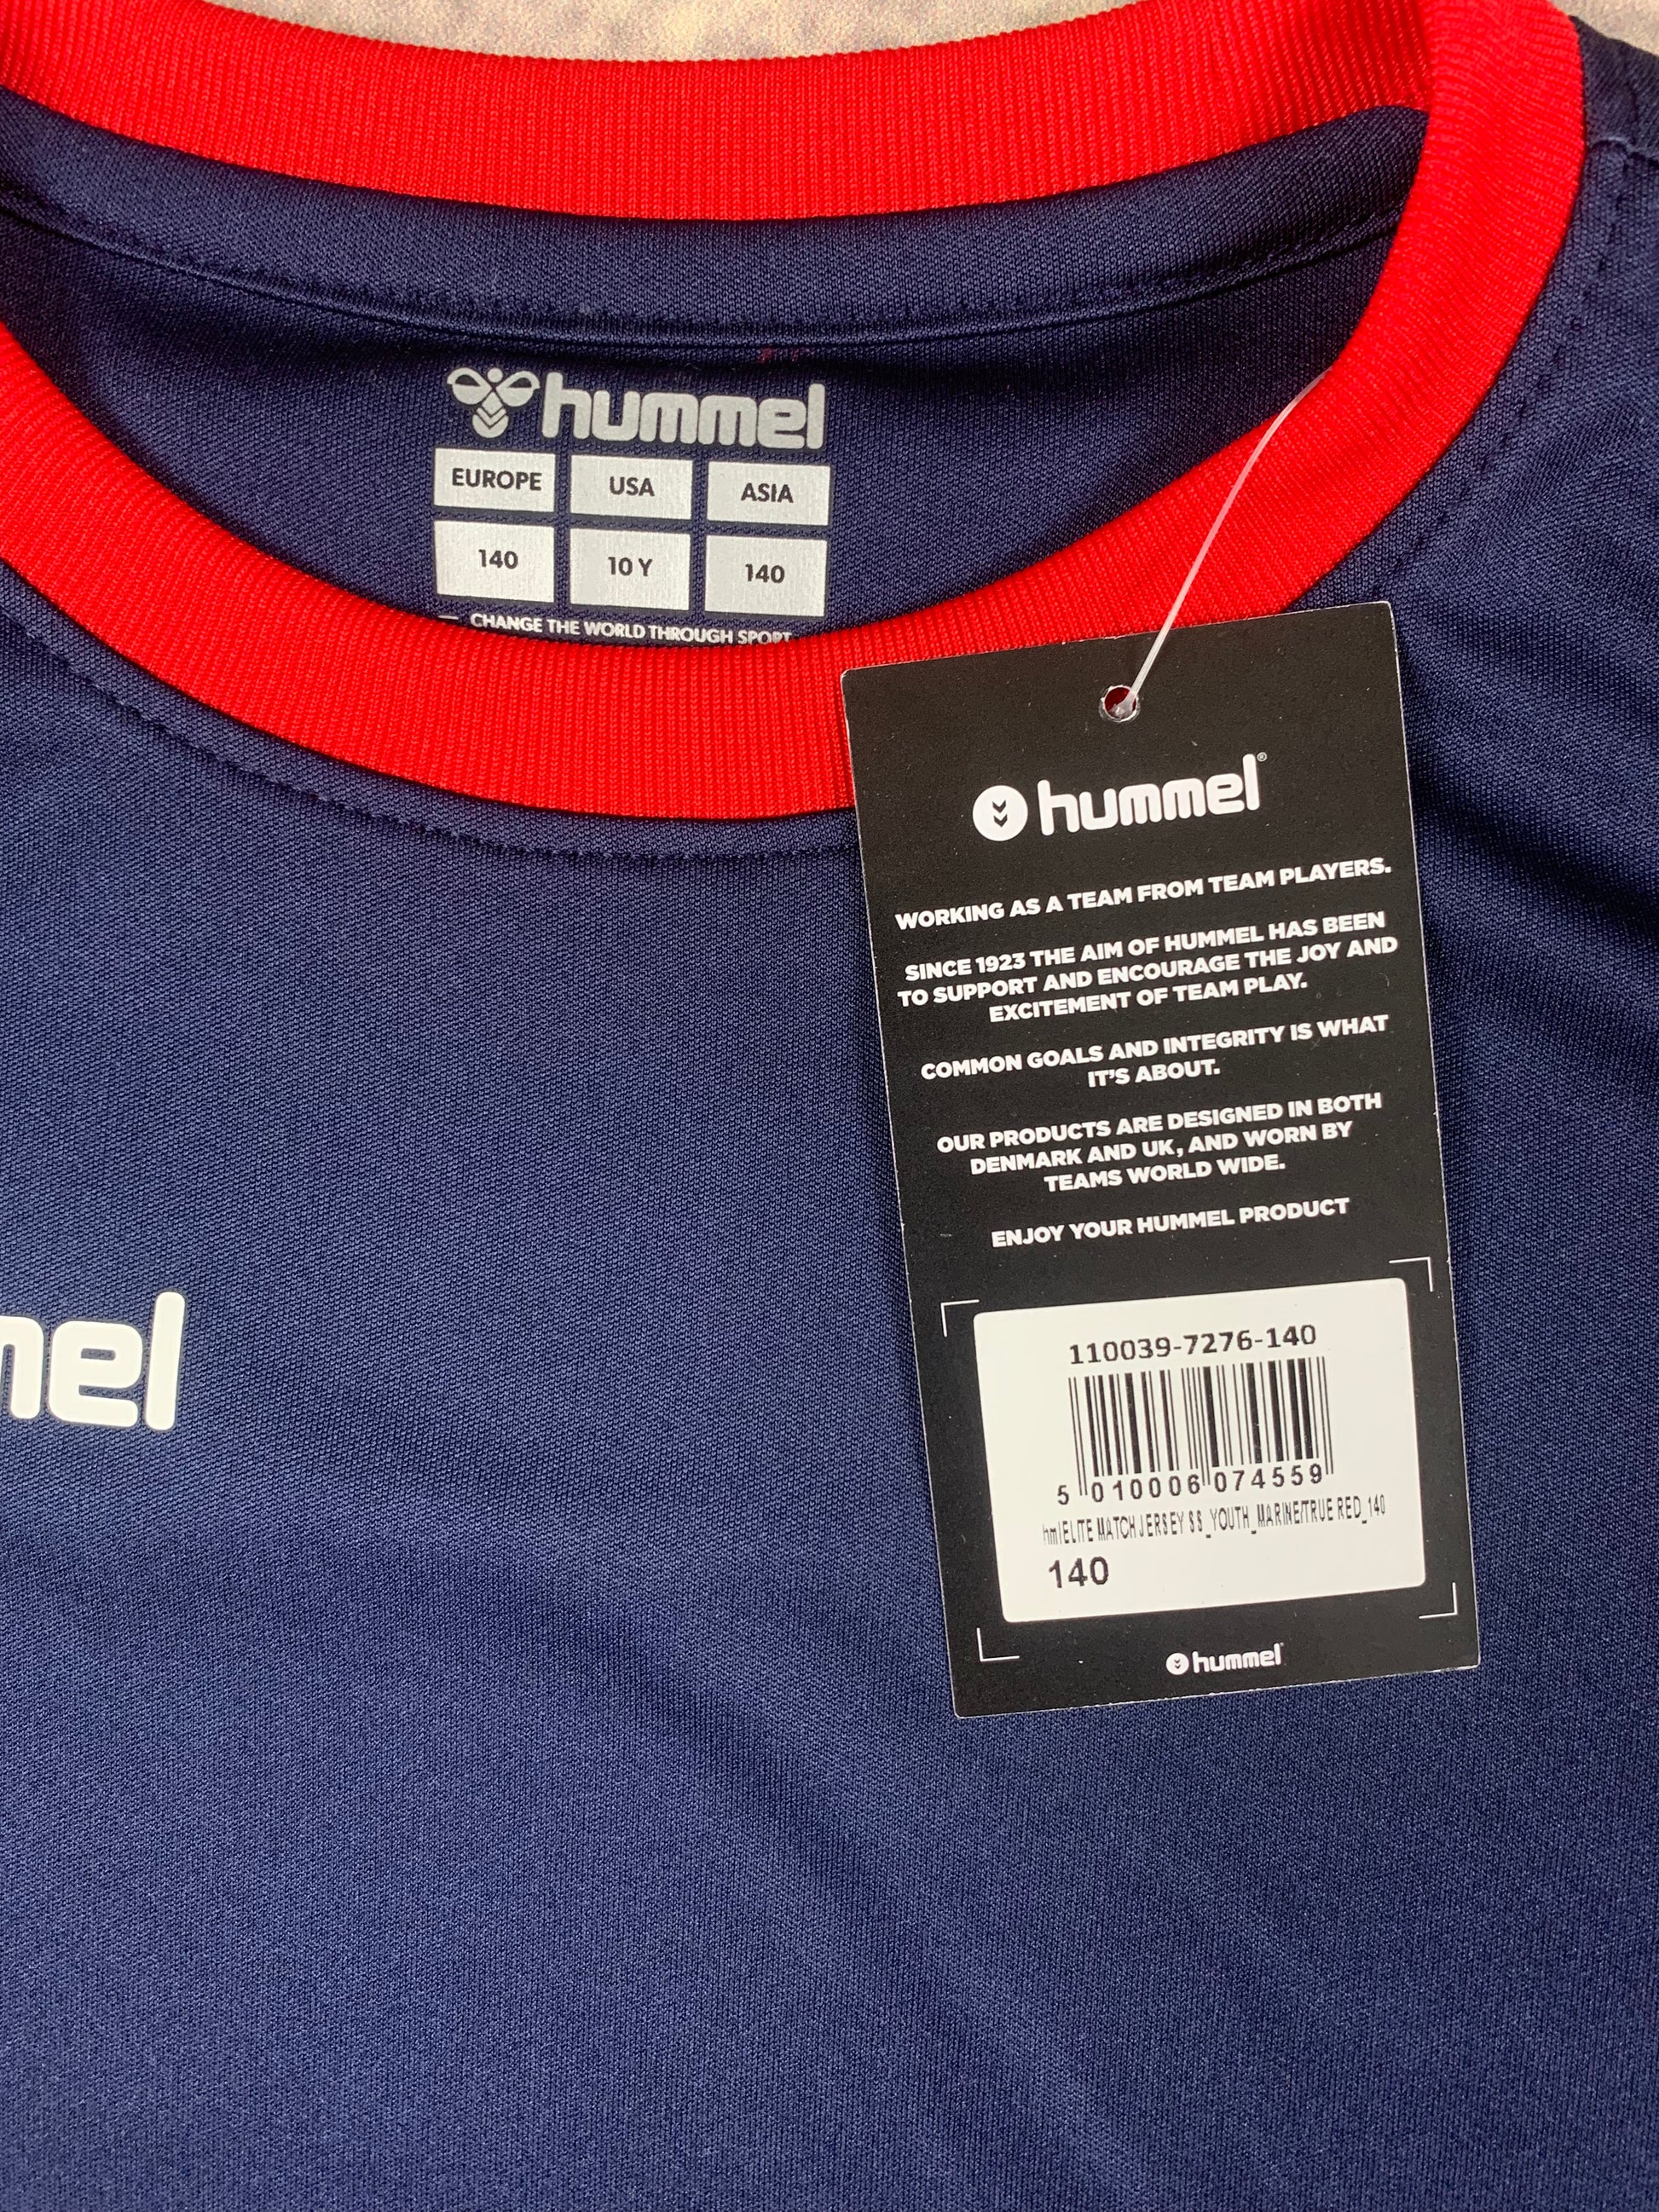 hummel
EUROPE USA ASIA
140 10 Y 140
CHANGE THE WORLD THROUGH SPORT
hummel®
WORKING AS A TEAM FROM TEAM PLAYERS.
SINCE 1923 THE AIM OF HUMMEL HAS BEEN
TO SUPPORT AND ENCOURAGE THE JOY AND
EXCITEMENT OF TEAM PLAY.
COMMON GOALS AND INTEGRITY IS WHAT
IT'S ABOUT.
OUR PRODUCTS ARE DESIGNED IN BOTH
DENMARK AND UK, AND WORN BY
TEAMS WORLD WIDE.
ENJOY YOUR HUMMEL PRODUCT
mel
110039-7276-140
5 010006 074559
hmlELITE MATCH JERSEY SS_YOUTH_MARINE/TRUE RED_140
140
hummel